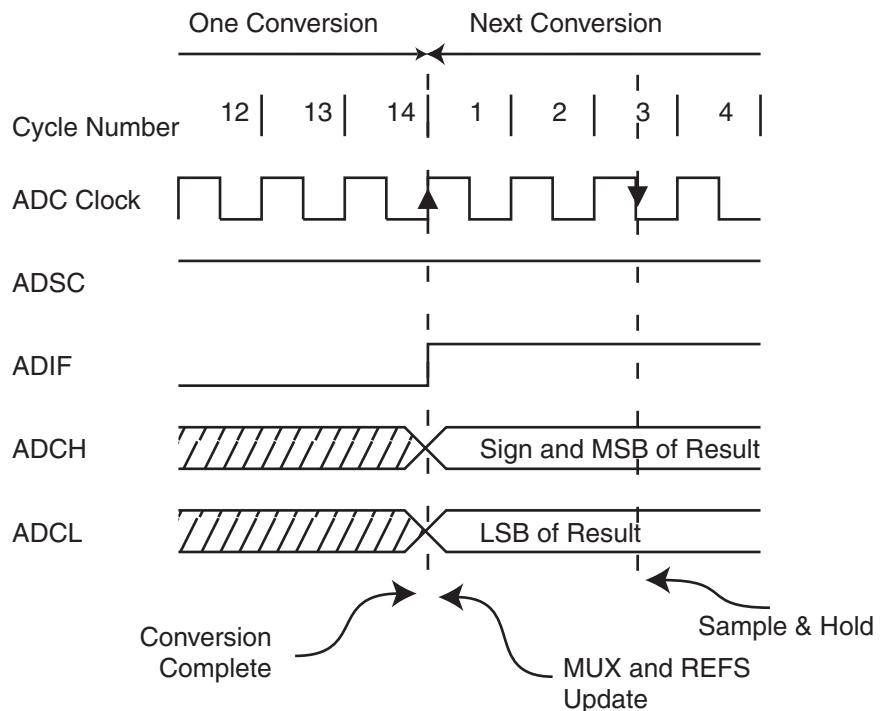 One Conversion Next Conversion
Cycle Number 12 13 14 1 2 3 4
ADC Clock
ADSC
ADIF
ADCH Sign and MSB of Result
ADCL LSB of Result
Conversion
Complete
MUX and REFS
Update
Sample & Hold